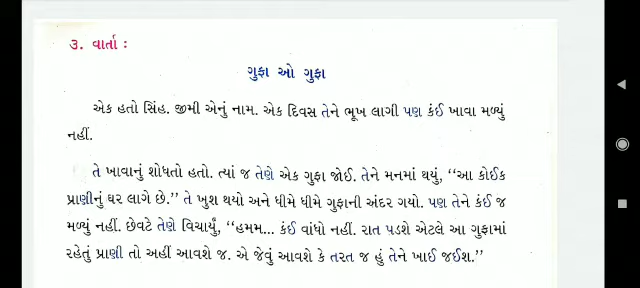 ૩. વાર્તા :
ગુફા ઓ ગુફા
એક હતો સિંહ. જીમી એનું નામ. એક દિવસ તેને ભૂખ લાગી પણ કંઈ ખાવા મળ્યું
નહીં.
તે ખાવાનું શોધતો હતો. ત્યાં જ તેણે એક ગુફા જોઈ. તેને મનમાં થયું, “આ કોઈક
પ્રાણીનું ઘર લાગે છે.” તે ખુશ થયો અને ધીમે ધીમે ગુફાની અંદર ગયો. પણ તેને કંઈ જ
મળ્યું નહીં. છેવટે તેણે વિચાર્યું, “હમમ... કંઈ વાંધો નહીં. રાત પડશે એટલે આ ગુફામાં
રહેતું પ્રાણી તો અહીં આવશે જ. એ જેવું આવશે કે તરત જ હું તેને ખાઈ જઈશ.”